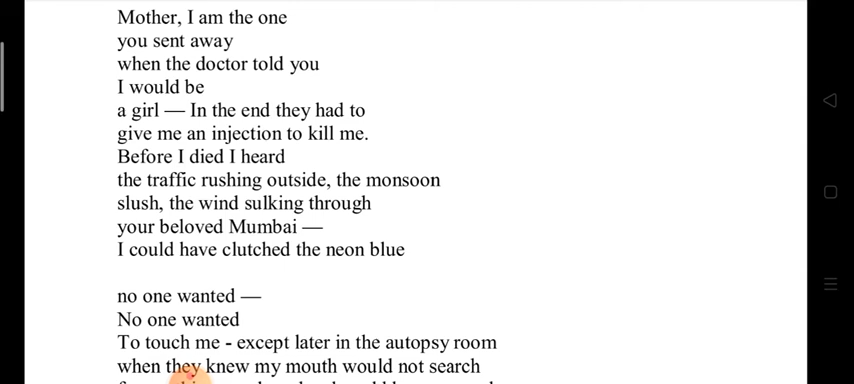 Mother, I am the one
you sent away
when the doctor told you
I would be
a girl — In the end they had to
give me an injection to kill me.
Before I died I heard
the traffic rushing outside, the monsoon
slush, the wind sulking through
your beloved Mumbai —
I could have clutched the neon blue
no one wanted —
No one wanted
To touch me - except later in the autopsy room
when they knew my mouth would not search